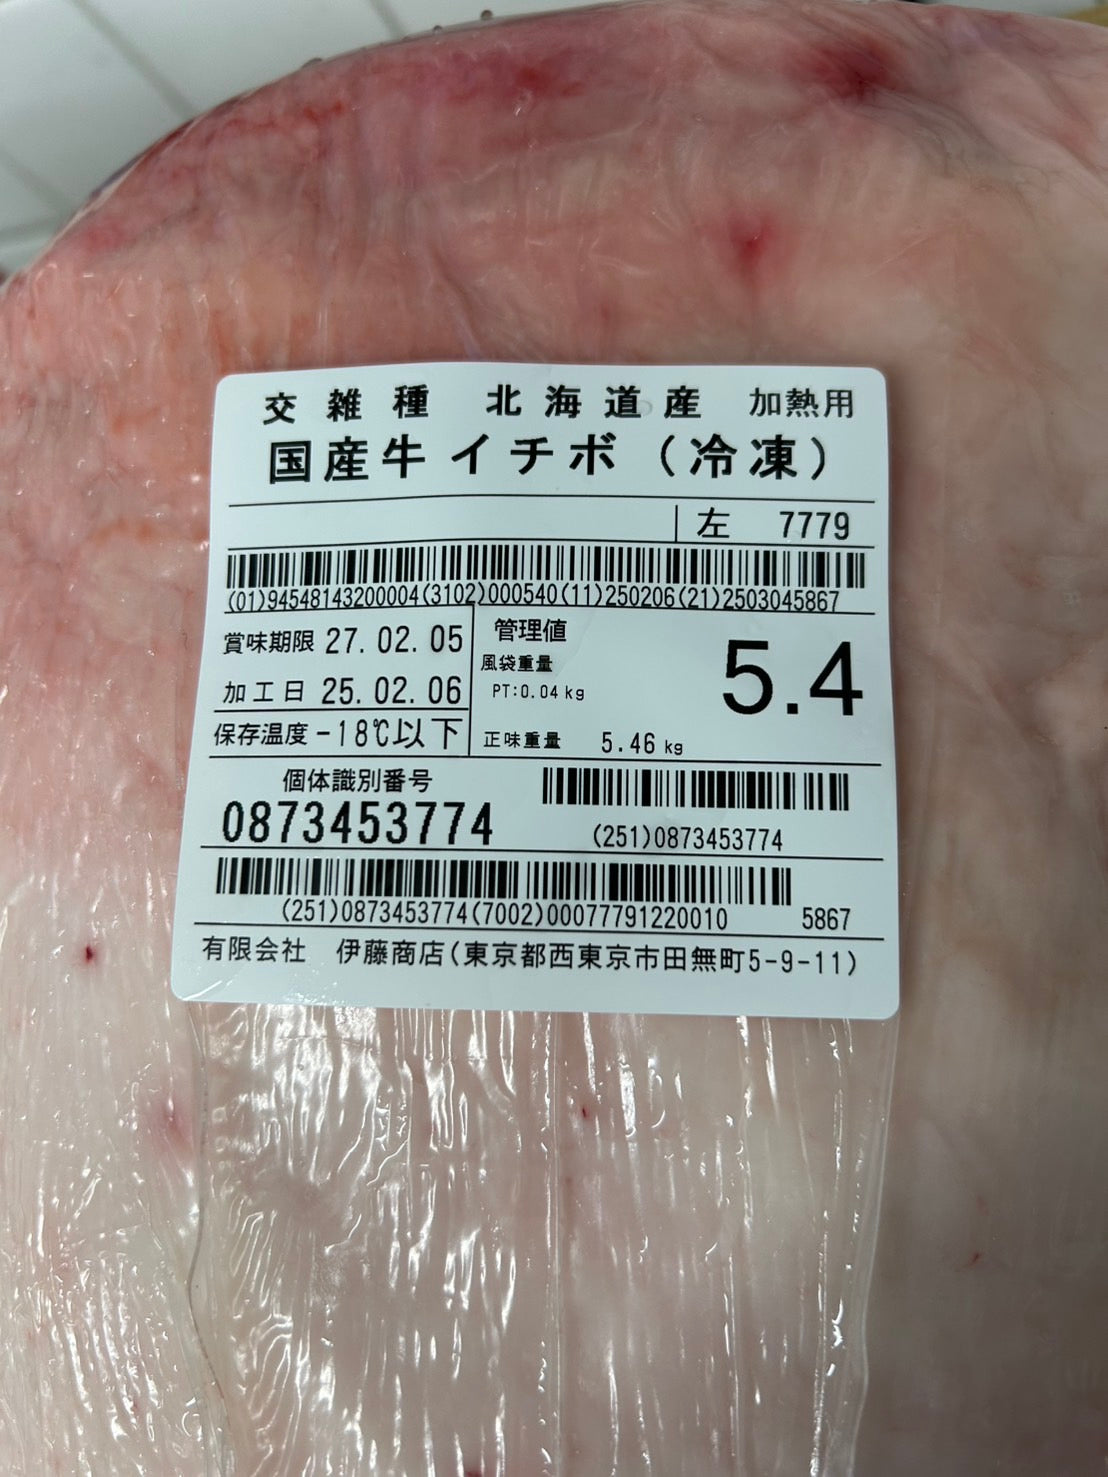 交雑種 北海道産 加熱用
国産牛イチボ（冷凍）
左 7779
(01)94548143200004(3102)000540(11)250206(21)2503045867
賞味期限 27.02.05
加工日 25.02.06
保存温度-18℃以下
管理値
風袋重量
PT:0.04kg
5.4
正味重量 5.46kg
個体識別番号
0873453774
(251)0873453774
(251)0873453774(7002)00077791220010 5867
有限会社 伊藤商店(東京都西東京市田無町5-9-11)